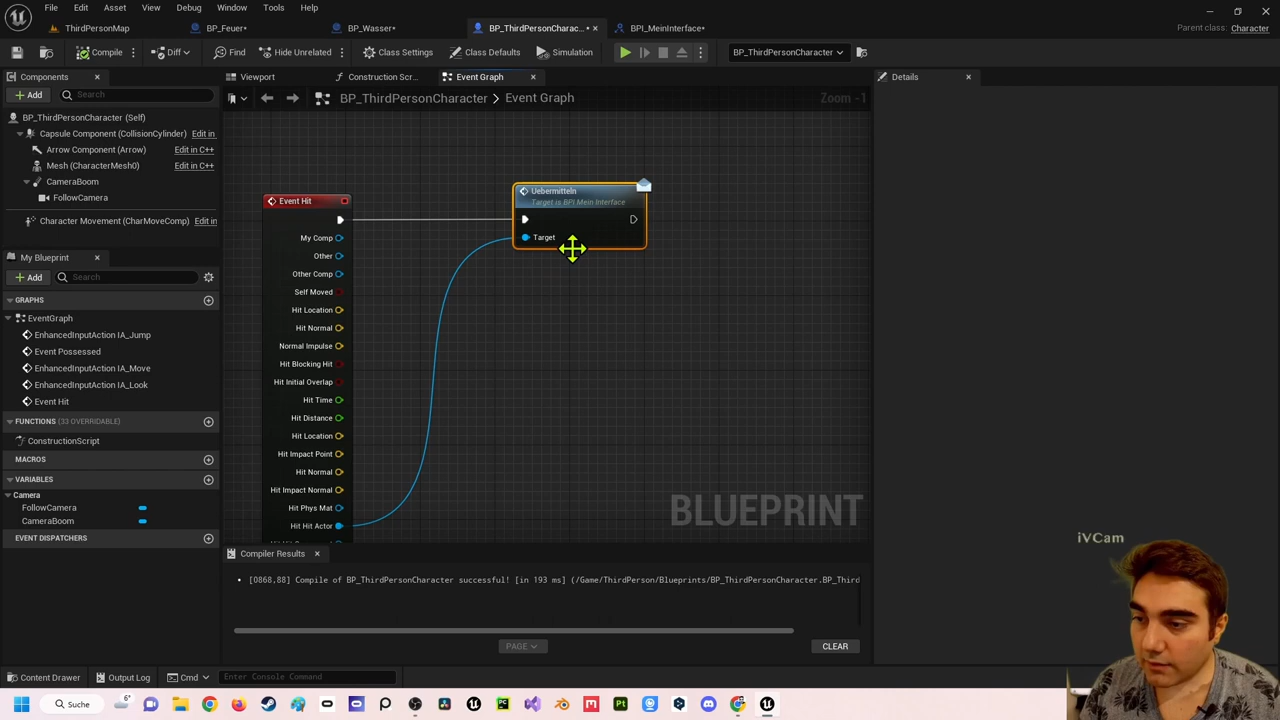 File Edit Asset View Debug Window Tools Help
ThirdPersonMap
BP_Feuer*
BP_Wasser*
BP_ThirdPersonCharac...*
BPI_MeinInterface*
Parent class: Character
Compile
Diff
Find
Hide Unrelated
Class Settings
Class Defaults
Simulation
BP_ThirdPersonCharacter
Components
Add
Search
BP_ThirdPersonCharacter (Self)
Capsule Component (CollisionCylinder) Edit in
Arrow Component (Arrow) Edit in C++
Mesh (CharacterMesh0) Edit in C++
CameraBoom
FollowCamera
Character Movement (CharMoveComp) Edit in
My Blueprint
Add
Search
GRAPHS
EventGraph
EnhancedInputAction IA_Jump
Event Possessed
EnhancedInputAction IA_Move
EnhancedInputAction IA_Look
Event Hit
FUNCTIONS (33 OVERRIDABLE)
ConstructionScript
MACROS
VARIABLES
Camera
FollowCamera
CameraBoom
EVENT DISPATCHERS
Viewport
Construction Scr...
Event Graph
BP_ThirdPersonCharacter > Event Graph
Zoom -1
Event Hit
My Comp
Other
Other Comp
Self Moved
Hit Location
Hit Normal
Normal Impulse
Hit Blocking Hit
Hit Initial Overlap
Hit Time
Hit Distance
Hit Location
Hit Impact Point
Hit Normal
Hit Impact Normal
Hit Phys Mat
Hit Hit Actor
Uebermitteln
Target is BPI Mein Interface
Target
BLUEPRINT
Compiler Results
[0868,88] Compile of BP_ThirdPersonCharacter successful! [in 193 ms] (/Game/ThirdPerson/Blueprints/BP_ThirdPersonCharacter.BP_Third
PAGE
CLEAR
Details
iVCam
Content Drawer
Output Log
Cmd
Enter Console Command
Suche
6°